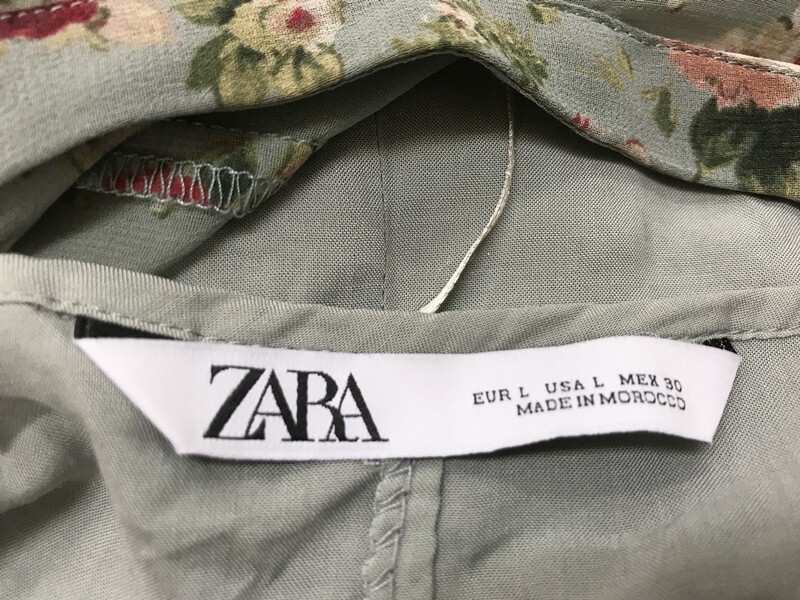 ZARA
EUR L USA L MEX 30
MADE IN MOROCCO